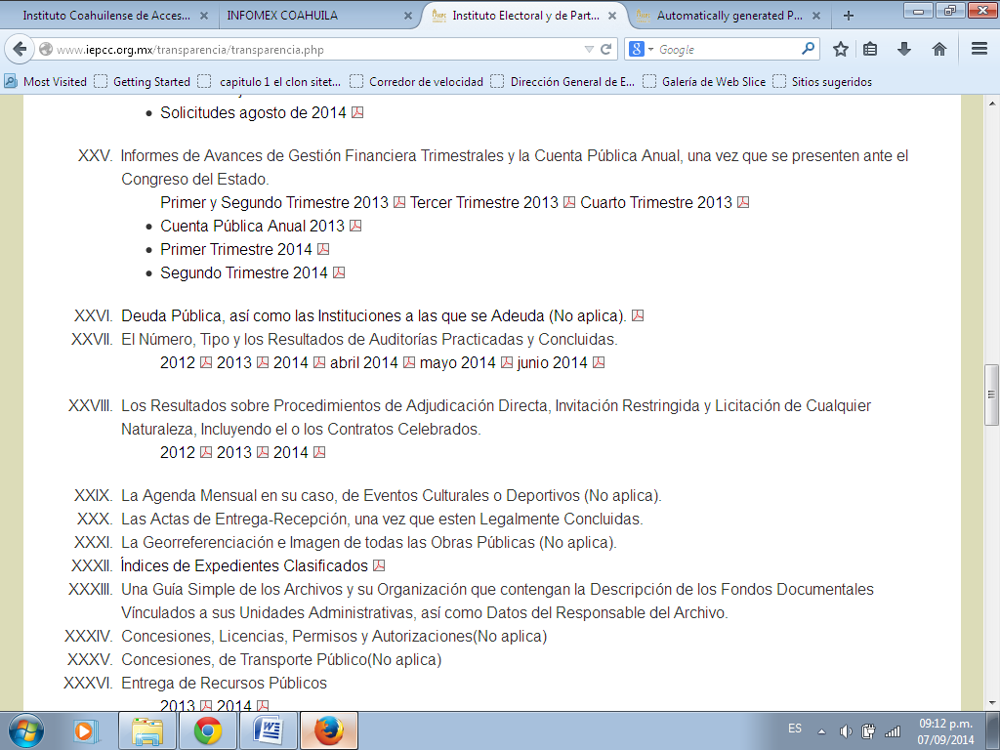 Instituto Coahuilense de Acces... INFOMEX COAHUILA Instituto Electoral y de Part... Automatically generated P...
www.iepcc.org.mx/transparencia/transparencia.php Google
Most Visited Getting Started capitulo 1 el clon sitet... Corredor de velocidad Dirección General de E... Galería de Web Slice Sitios sugeridos
Solicitudes agosto de 2014
XXV. Informes de Avances de Gestión Financiera Trimestrales y la Cuenta Pública Anual, una vez que se presenten ante el
Congreso del Estado.
Primer y Segundo Trimestre 2013 Tercer Trimestre 2013 Cuarto Trimestre 2013
Cuenta Pública Anual 2013
Primer Trimestre 2014
Segundo Trimestre 2014
XXVI. Deuda Pública, así como las Instituciones a las que se Adeuda (No aplica).
XXVII. El Número, Tipo y los Resultados de Auditorías Practicadas y Concluidas.
2012 2013 2014 abril 2014 mayo 2014 junio 2014
XXVIII. Los Resultados sobre Procedimientos de Adjudicación Directa, Invitación Restringida y Licitación de Cualquier
Naturaleza, Incluyendo el o los Contratos Celebrados.
2012 2013 2014
XXIX. La Agenda Mensual en su caso, de Eventos Culturales o Deportivos (No aplica).
XXX. Las Actas de Entrega-Recepción, una vez que esten Legalmente Concluidas.
XXXI. La Georreferenciación e Imagen de todas las Obras Públicas (No aplica).
XXXII. Índices de Expedientes Clasificados
XXXIII. Una Guía Simple de los Archivos y su Organización que contengan la Descripción de los Fondos Documentales
Vínculados a sus Unidades Administrativas, así como Datos del Responsable del Archivo.
XXXIV. Concesiones, Licencias, Permisos y Autorizaciones(No aplica)
XXXV. Concesiones, de Transporte Público(No aplica)
XXXVI. Entrega de Recursos Públicos
2013 2014
ES 09:12 p.m.
07/09/2014